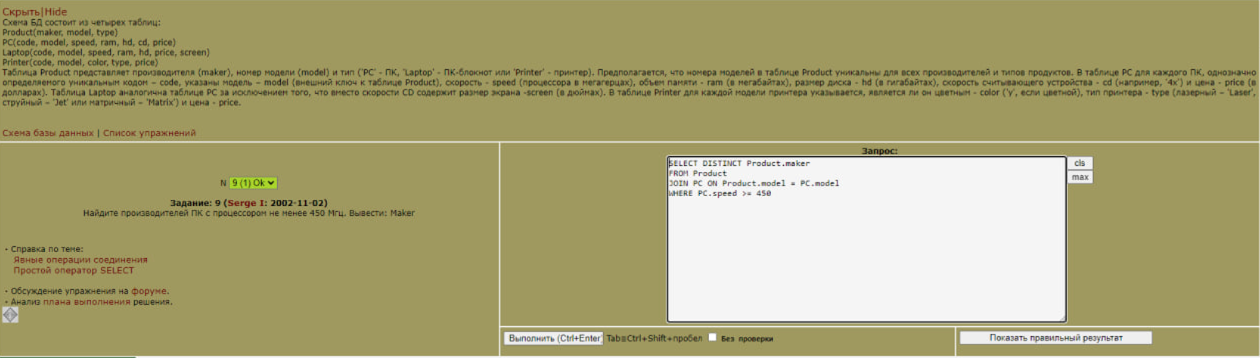 Скрыть|Hide
Схема БД состоит из четырех таблиц:
Product(maker, model, type)
PC(code, model, speed, ram, hd, cd, price)
Laptop(code, model, speed, ram, hd, price, screen)
Printer(code, model, color, type, price)
Таблица Product представляет производителя (maker), номер модели (model) и тип ('PC' - ПК, 'Laptop' - ПК-блокнот или 'Printer' - принтер). Предполагается, что номера моделей в таблице Product уникальны для всех производителей и типов продуктов. В таблице PC для каждого ПК, однозначно
определяемого уникальным кодом – code, указаны модель – model (внешний ключ к таблице Product), скорость - speed (процессора в мегагерцах), объем памяти - ram (в мегабайтах), размер диска - hd (в гигабайтах), скорость считывающего устройства - cd (например, '4x') и цена - price (в
долларах). Таблица Laptop аналогична таблице РС за исключением того, что вместо скорости CD содержит размер экрана -screen (в дюймах). В таблице Printer для каждой модели принтера указывается, является ли он цветным - color ('y', если цветной), тип принтера - type (лазерный – 'Laser',
струйный – 'Jet' или матричный – 'Matrix') и цена - price.
Схема базы данных | Список упражнений
N 9 (1) Ok
Задание: 9 (Serge I: 2002-11-02)
Найдите производителей ПК с процессором не менее 450 Мгц. Вывести: Maker
- Справка по теме:
Явные операции соединения
Простой оператор SELECT
- Обсуждение упражнения на форуме.
- Анализ плана выполнения решения.
Запрос:
SELECT DISTINCT Product.maker
FROM Product
JOIN PC ON Product.model = PC.model
WHERE PC.speed >= 450
cls
max
Выполнить (Ctrl+Enter) Tab≡Ctrl+Shift+пробел Без проверки
Показать правильный результат